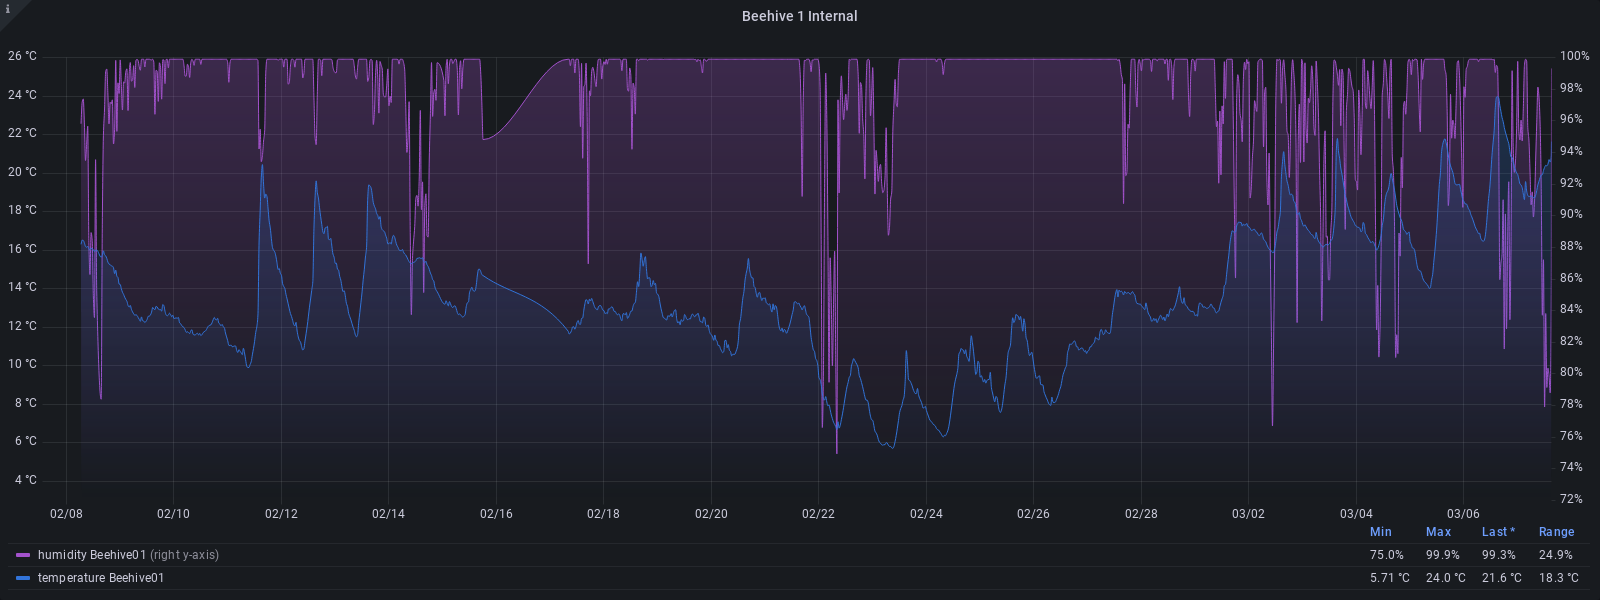 i
Beehive 1 Internal
26 °C 100%
24 °C 98%
22 °C 96%
20 °C 94%
18 °C 92%
16 °C 90%
14 °C 88%
12 °C 86%
10 °C 84%
8 °C 82%
6 °C 80%
4 °C 78%
76%
74%
72%
02/08 02/10 02/12 02/14 02/16 02/18 02/20 02/22 02/24 02/26 02/28 03/02 03/04 03/06
Min Max Last * Range
humidity Beehive01 (right y-axis) 75.0% 99.9% 99.3% 24.9%
temperature Beehive01 5.71 °C 24.0 °C 21.6 °C 18.3 °C